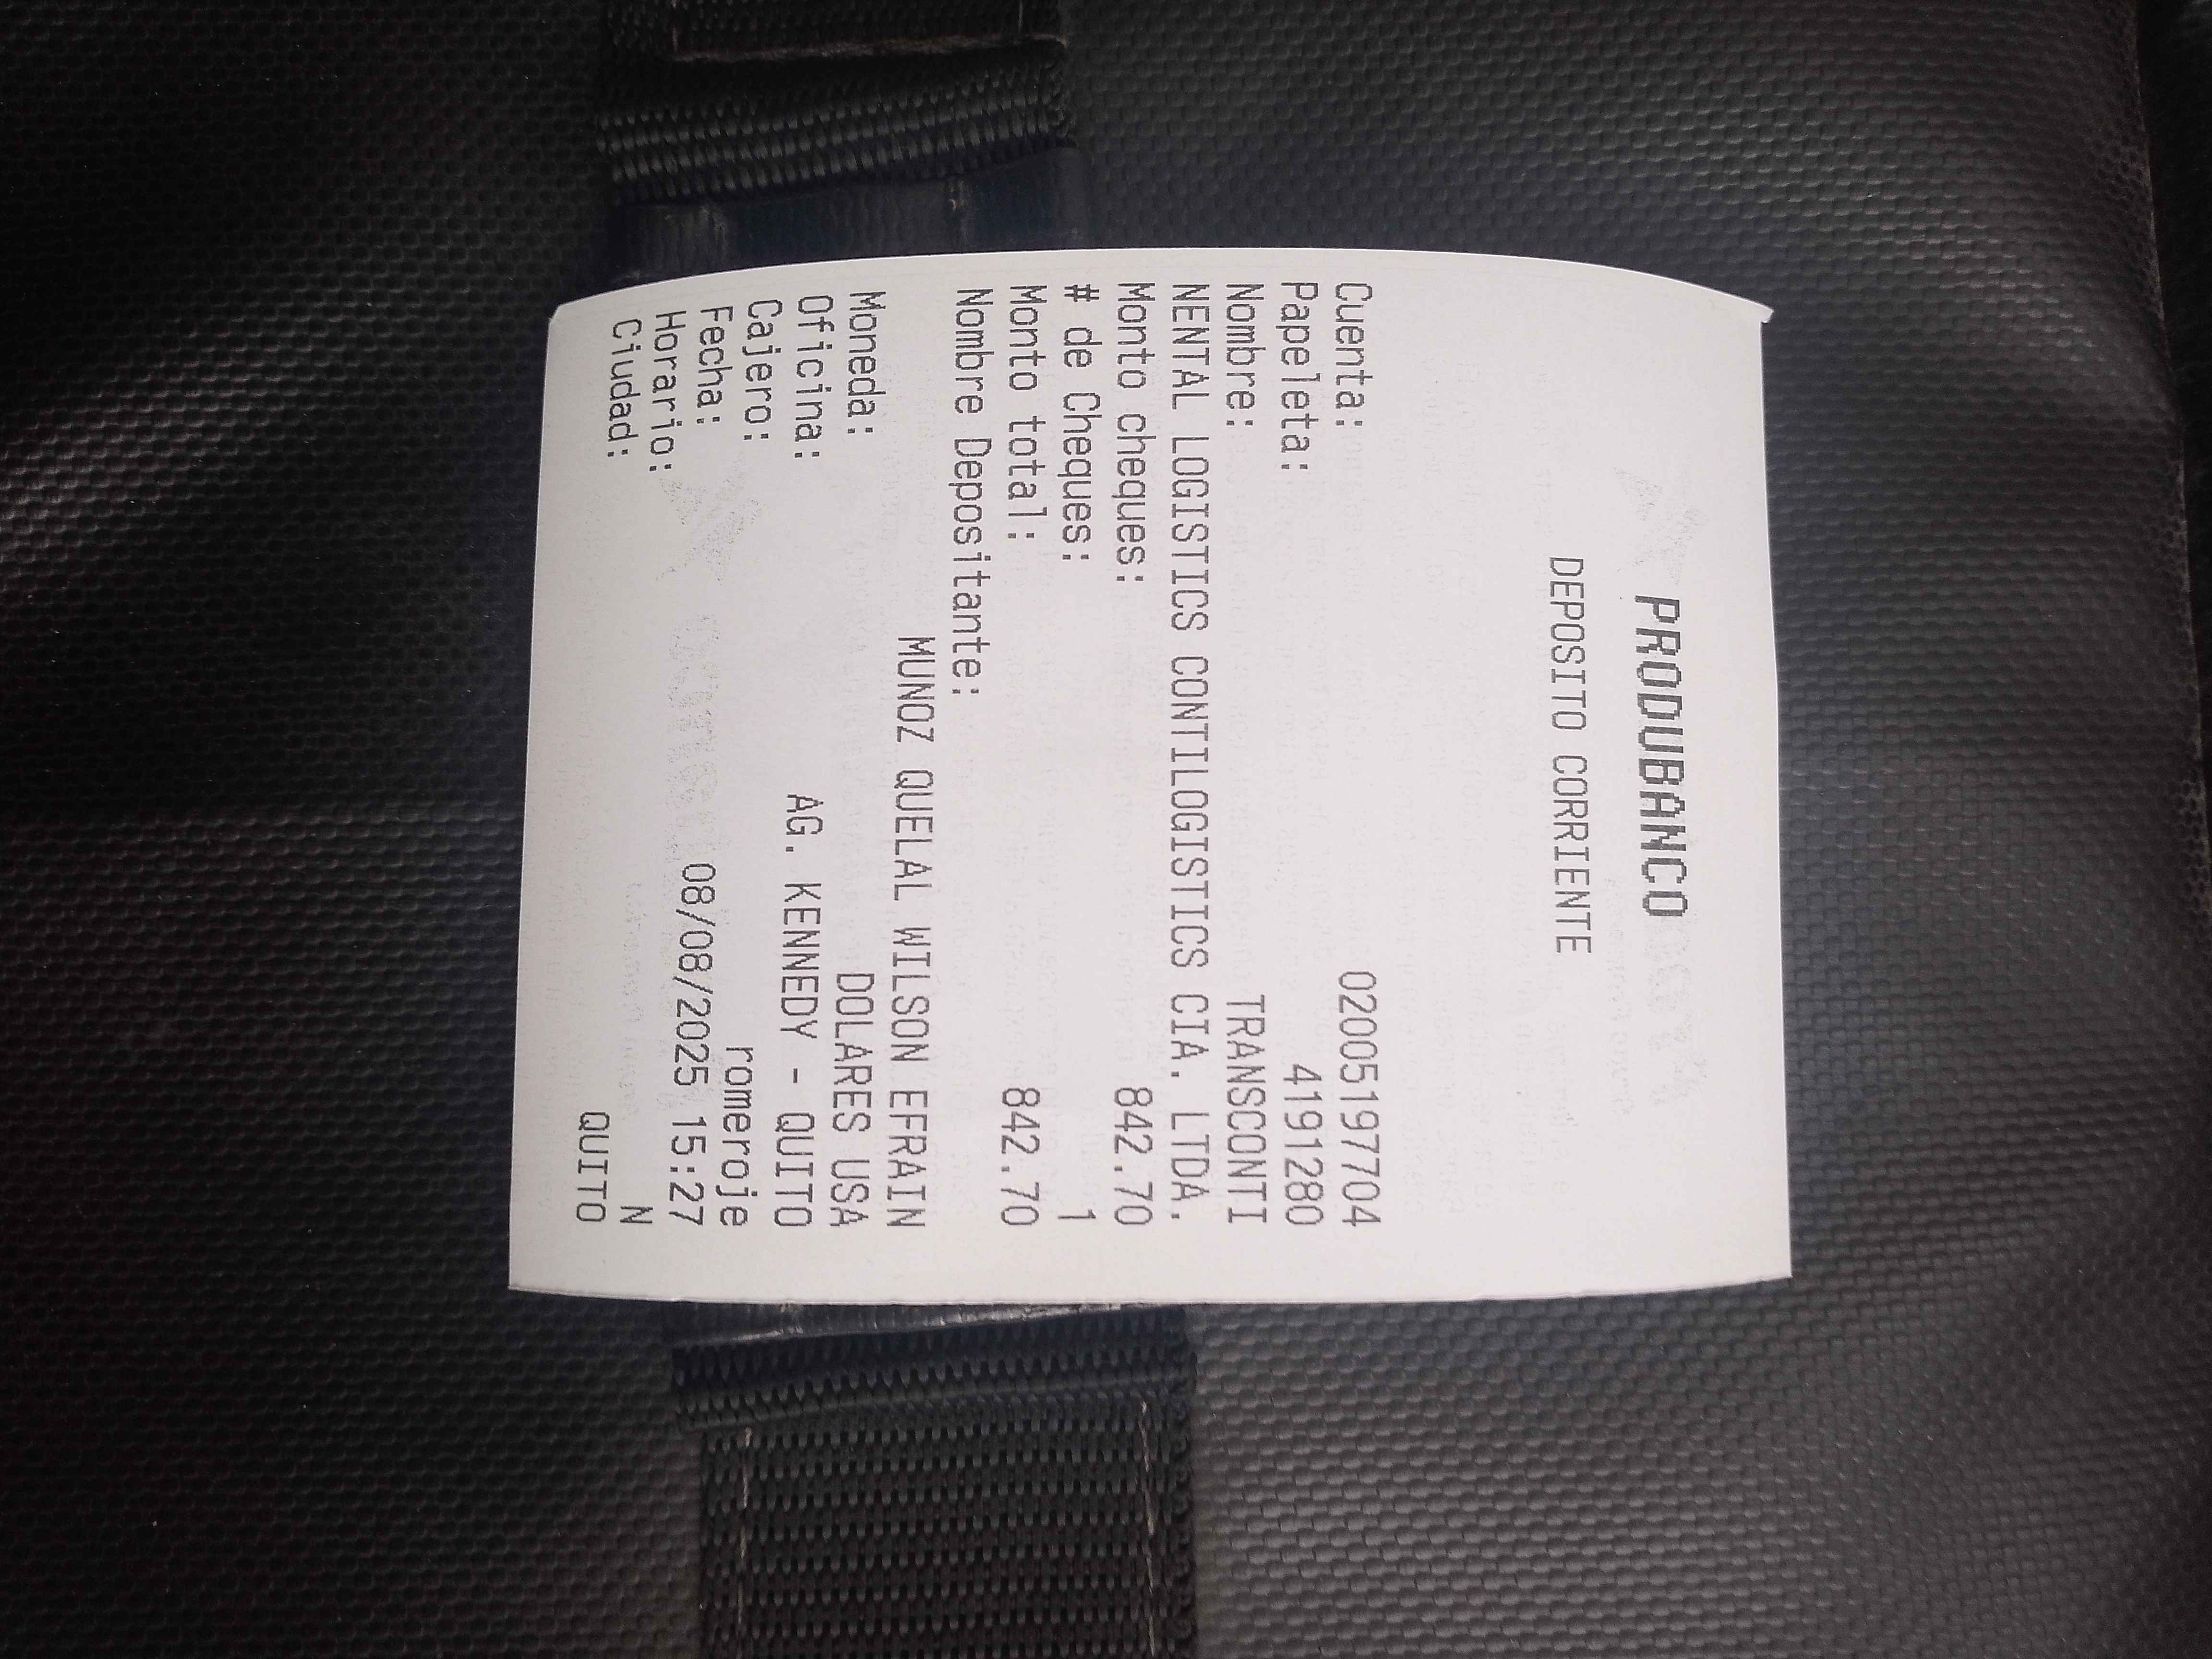 PRODUBANCO
DEPOSITO CORRIENTE
Cuenta: 02005197704
Papeleta: 4191280
Nombre: TRANSCONTI
NENTAL LOGISTICS CONTILOGISTICS CIA. LTDA.
Monto cheques: 842.70
# de Cheques: 1
Monto total: 842.70
Nombre Depositante:
MUNOZ QUELAL WILSON EFRAIN
Moneda: DOLARES USA
Oficina: AG. KENNEDY - QUITO
Cajero: romeroje
Fecha: 08/08/2025 15:27
Horario: N
Ciudad: QUITO